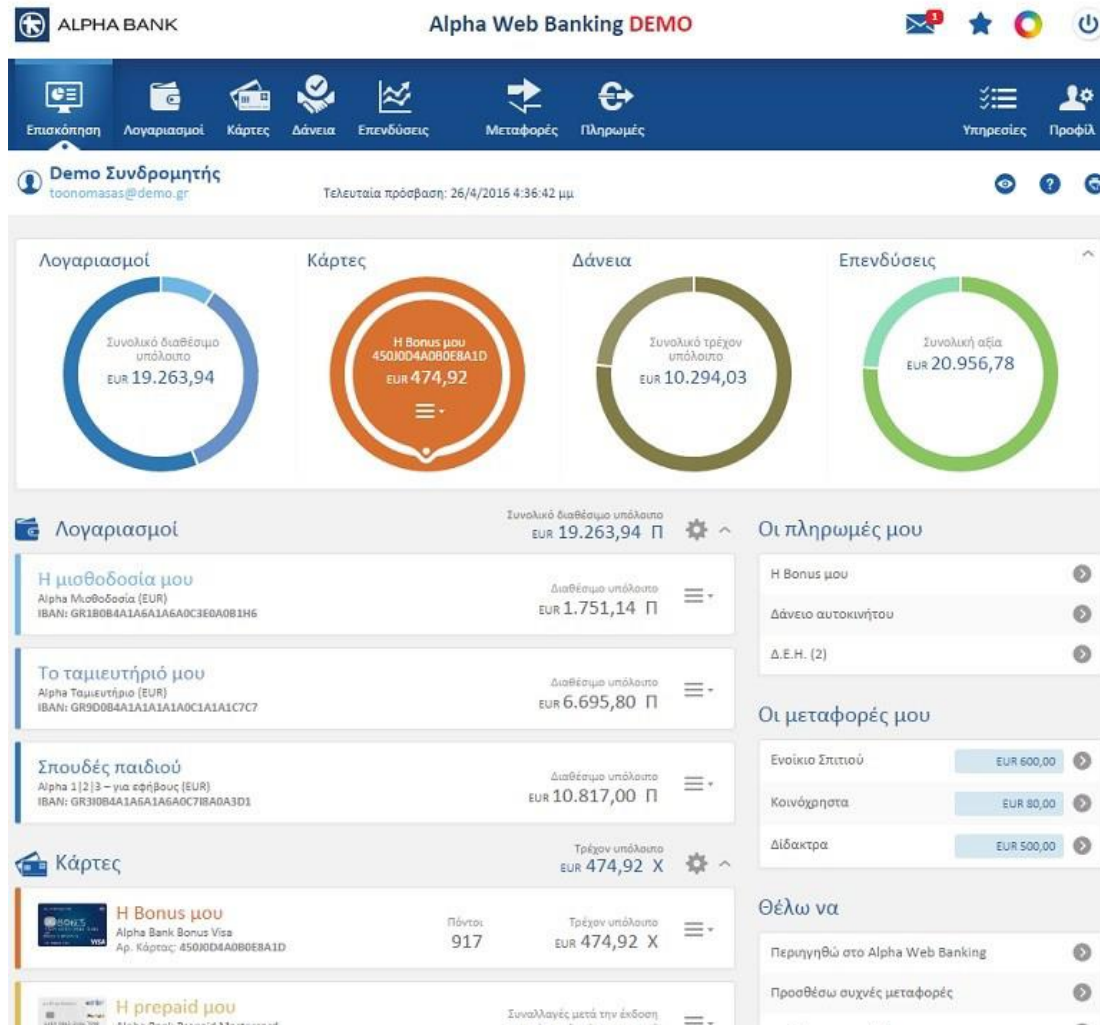 ALPHA BANK
Alpha Web Banking DEMO
1
Επισκόπηση Λογαριασμοί Κάρτες Δάνεια Επενδύσεις Μεταφορές Πληρωμές Υπηρεσίες Προφίλ
Demo Συνδρομητής
toonomasas@demo.gr
Τελευταία πρόσβαση: 26/4/2016 4:36:42 μμ
Λογαριασμοί
Συνολικό διαθέσιμο
υπόλοιπο
EUR 19.263,94
Κάρτες
Η Bonus μου
450J0D4A0B0E8A1D
EUR 474,92
Δάνεια
Συνολικό τρέχον
υπόλοιπο
EUR 10.294,03
Επενδύσεις
Συνολική αξία
EUR 20.956,78
Λογαριασμοί
Συνολικό διαθέσιμο υπόλοιπο
EUR 19.263,94 Π
Η μισθοδοσία μου
Alpha Μισθοδοσία (EUR)
IBAN: GR1B0B4A1A6A1A6A0C3E0A0B1H6
Διαθέσιμο υπόλοιπο
EUR 1.751,14 Π
Το ταμιευτήριό μου
Alpha Ταμιευτήριο (EUR)
IBAN: GR9D0B4A1A1A1A1A0C1A1A1C7C7
Διαθέσιμο υπόλοιπο
EUR 6.695,80 Π
Σπουδές παιδιού
Alpha 1|2|3 – για εφήβους (EUR)
IBAN: GR3I0B4A1A6A1A6A0C7I8A0A3D1
Διαθέσιμο υπόλοιπο
EUR 10.817,00 Π
Κάρτες
Τρέχον υπόλοιπο
EUR 474,92 Χ
BONUS
VISA
Η Bonus μου
Alpha Bank Bonus Visa
Αρ. Κάρτας: 450J0D4A0B0E8A1D
Πόντοι
917
Τρέχον υπόλοιπο
EUR 474,92 Χ
Η prepaid μου
Alpha Bank Prepaid Mastercard
Συναλλαγές μετά την έκδοση
Οι πληρωμές μου
Η Bonus μου
Δάνειο αυτοκινήτου
Δ.Ε.Η. (2)
Οι μεταφορές μου
Ενοίκιο Σπιτιού EUR 600,00
Κοινόχρηστα EUR 80,00
Δίδακτρα EUR 500,00
Θέλω να
Περιηγηθώ στο Alpha Web Banking
Προσθέσω συχνές μεταφορές